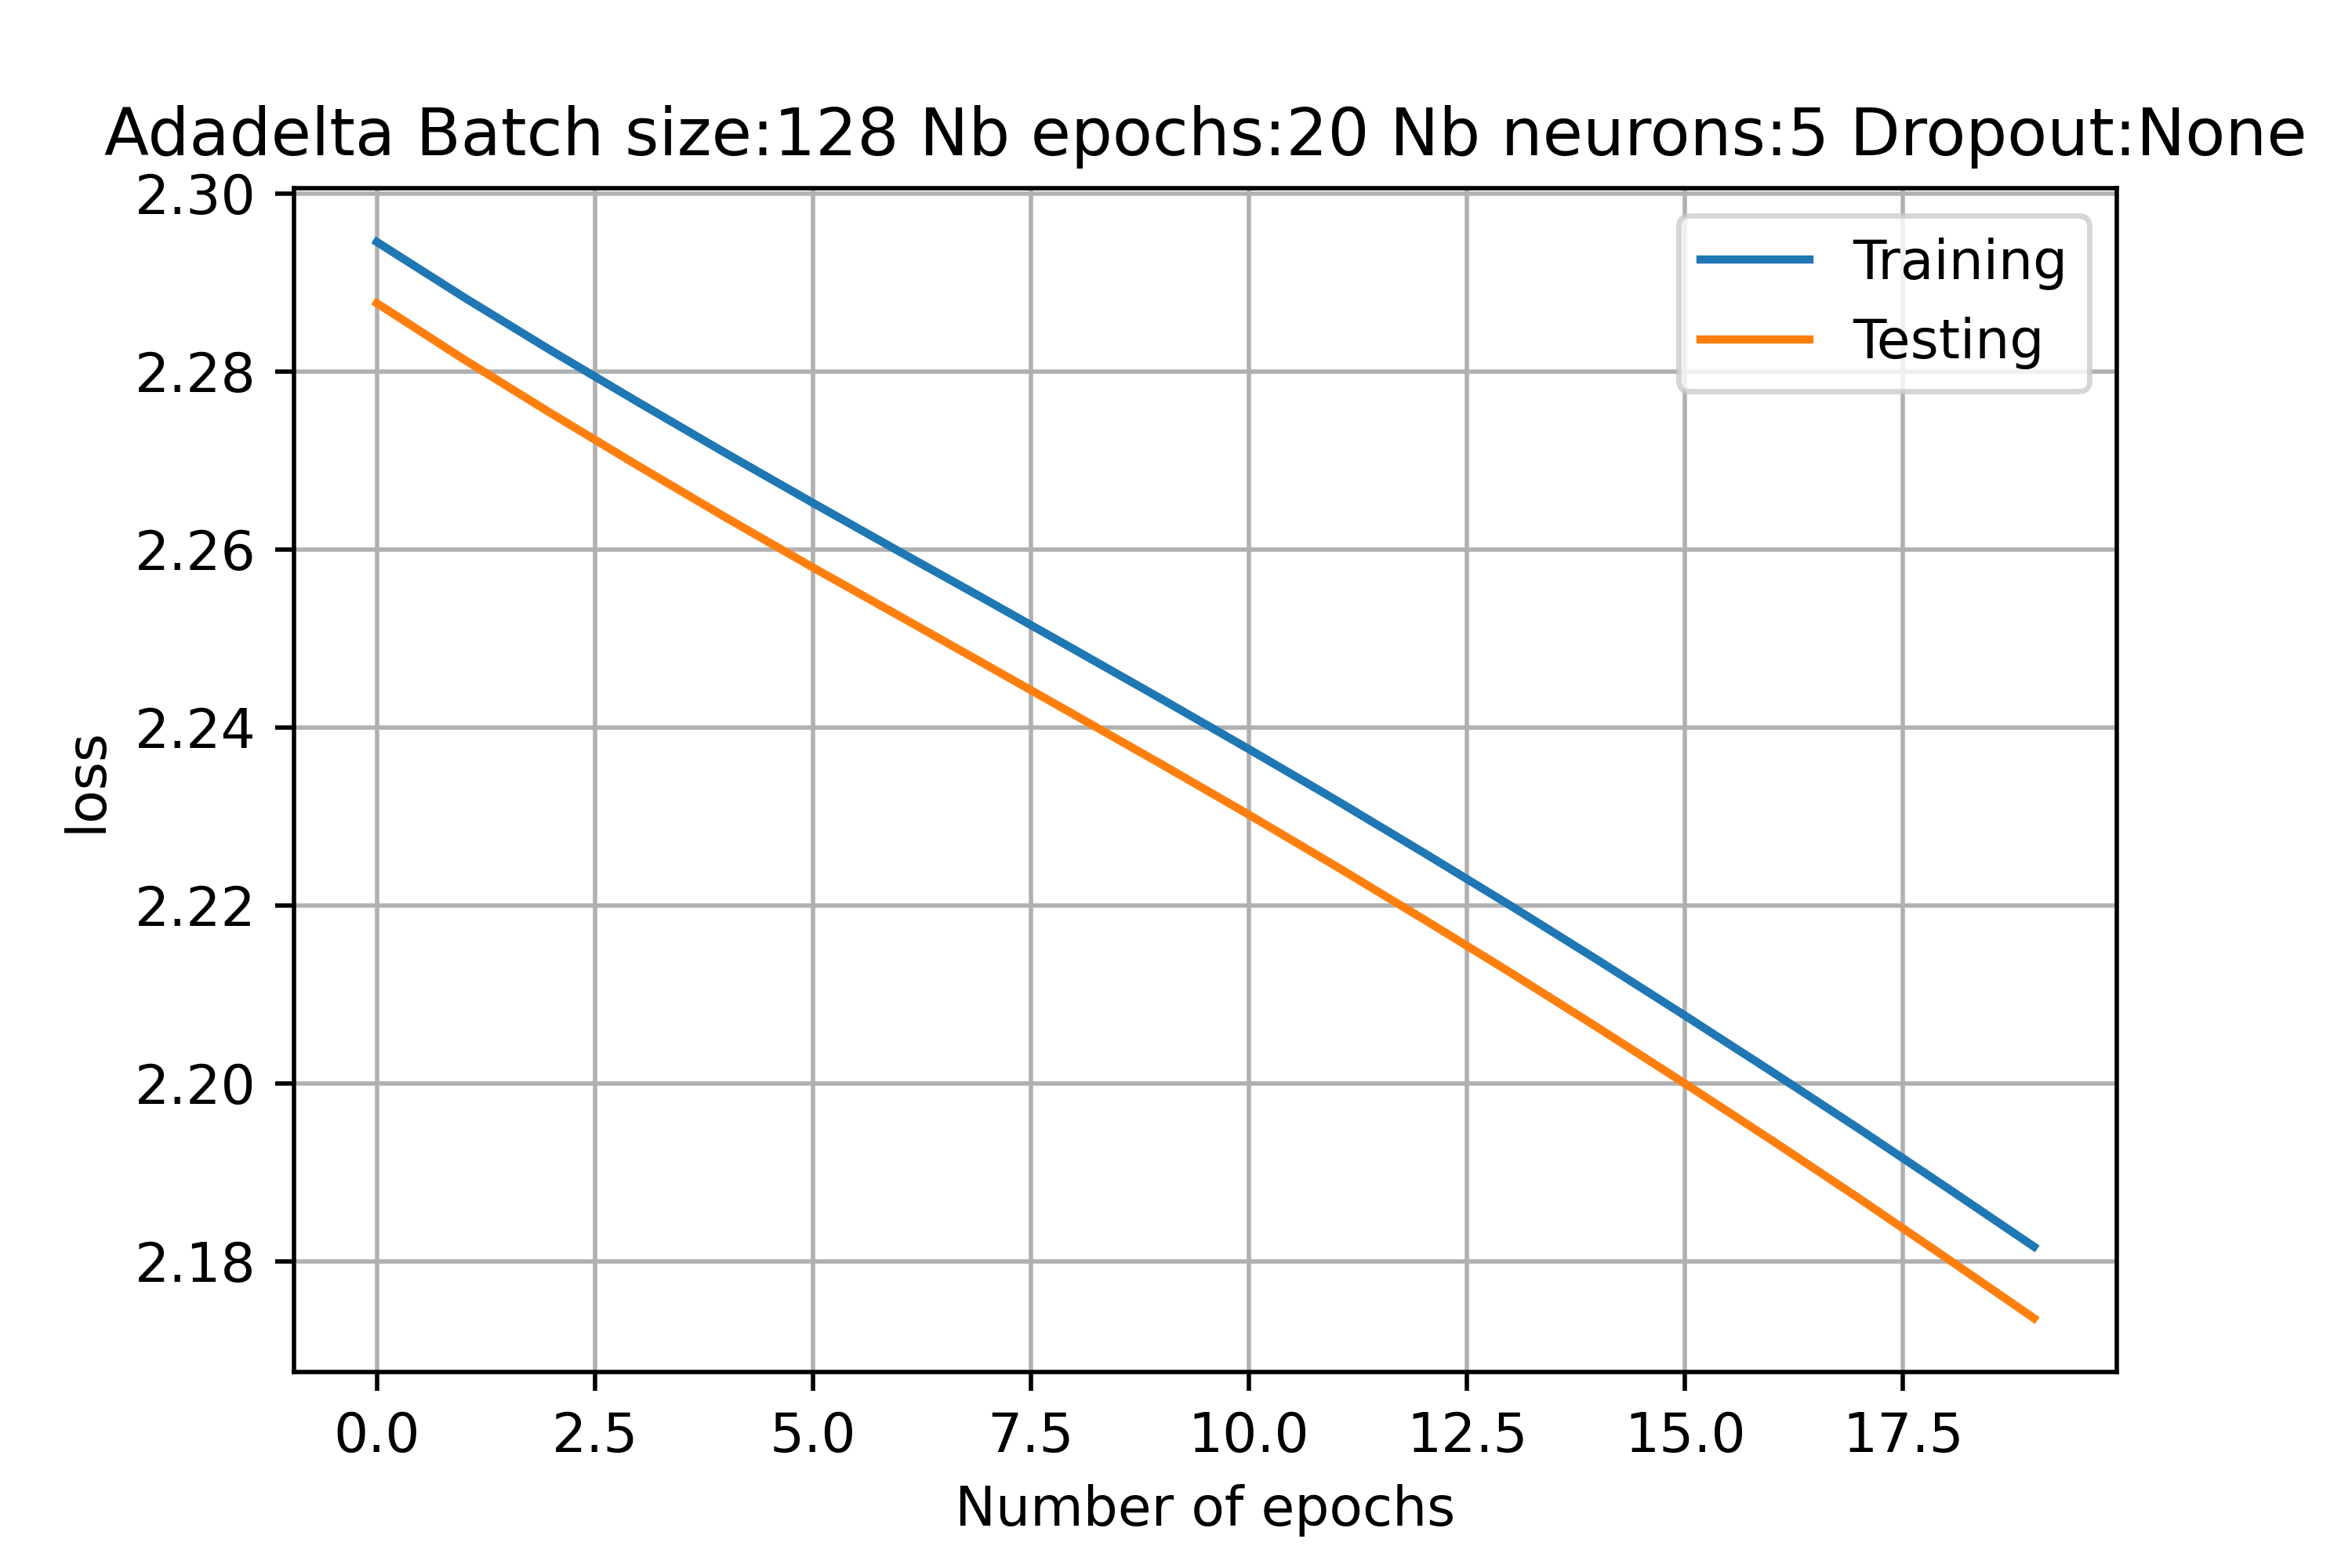 Adadelta Batch size:128 Nb epochs:20 Nb neurons:5 Dropout:None
2.30
2.28
2.26
2.24
2.22
2.20
2.18
loss
Training
Testing
0.0 2.5 5.0 7.5 10.0 12.5 15.0 17.5
Number of epochs